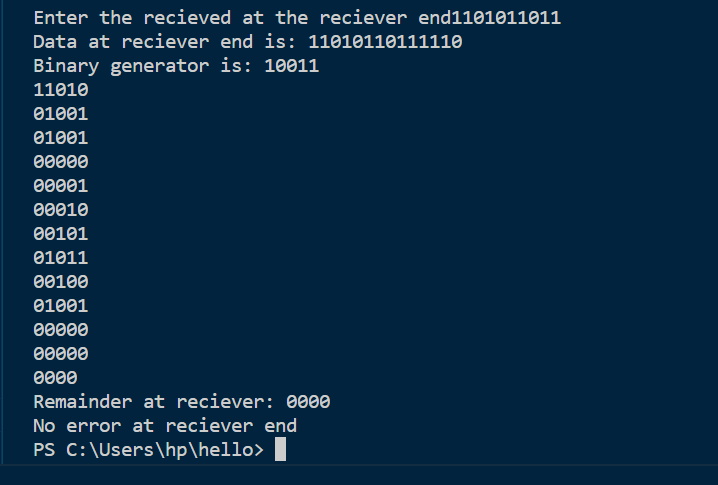 Enter the recieved at the reciever end1101011011
Data at reciever end is: 11010110111110
Binary generator is: 10011
11010
01001
01001
00000
00001
00010
00101
01011
00100
01001
00000
00000
0000
Remainder at reciever: 0000
No error at reciever end
PS C:\Users\hp\hello>